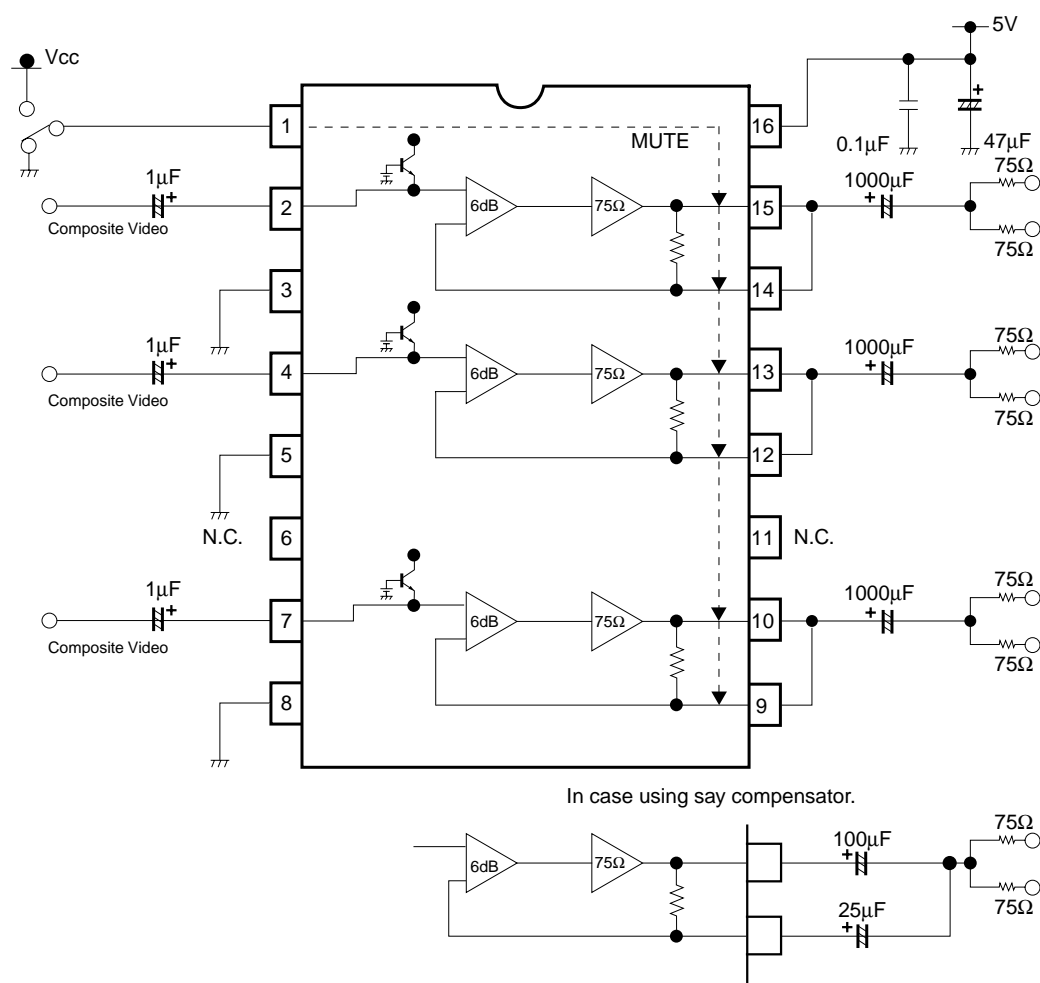 5V
Vcc
1
16
MUTE
0.1µF
47µF
1µF
2
6dB
75Ω
15
1000µF
75Ω
75Ω
Composite Video
3
14
1µF
4
6dB
75Ω
13
1000µF
75Ω
75Ω
Composite Video
5
12
N.C.
6
11
N.C.
1µF
7
6dB
75Ω
10
1000µF
75Ω
75Ω
Composite Video
8
9
In case using say compensator.
6dB
75Ω
100µF
75Ω
25µF
75Ω